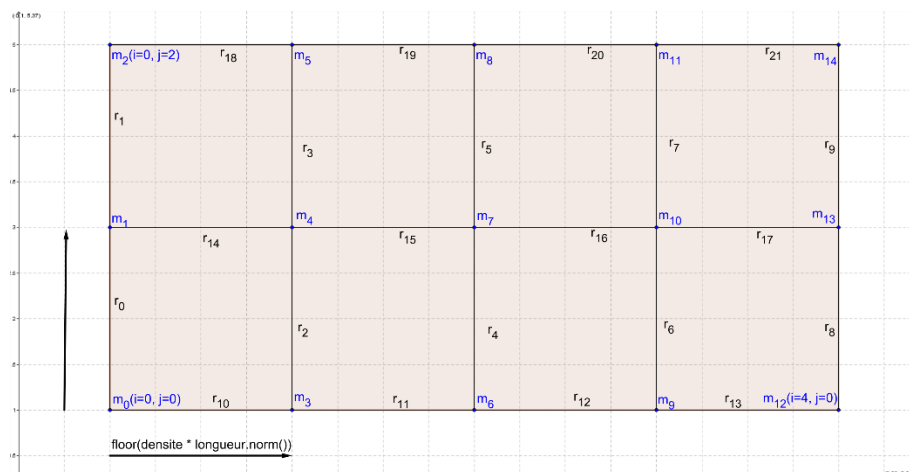 m2(i=0, j=2) r18 m5 r19 m8 r20 m11 r21 m14
r1 r3 r5 r7 r9
m1 m4 m7 m10 m13
r14 r15 r16 r17
r0 r2 r4 r6 r8
m0(i=0, j=0) r10 m3 r11 m6 r12 m9 r13 m12(i=4, j=0)
floor(densite * longueur.norm())